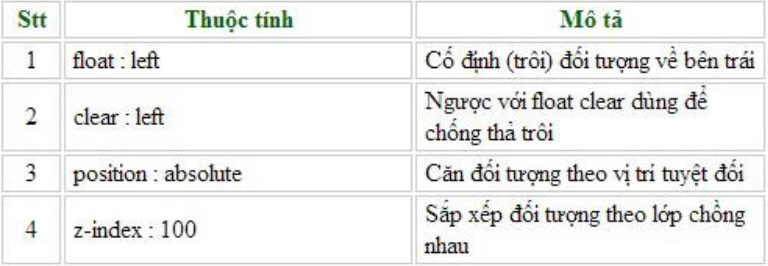 Stt Thuộc tính Mô tả
1 float : left Cố định (trôi) đối tượng về bên trái
2 clear : left Ngược với float clear dùng để
chống thả trôi
3 position : absolute Căn đối tượng theo vị trí tuyệt đối
4 z-index : 100 Sắp xếp đối tượng theo lớp chồng
nhau